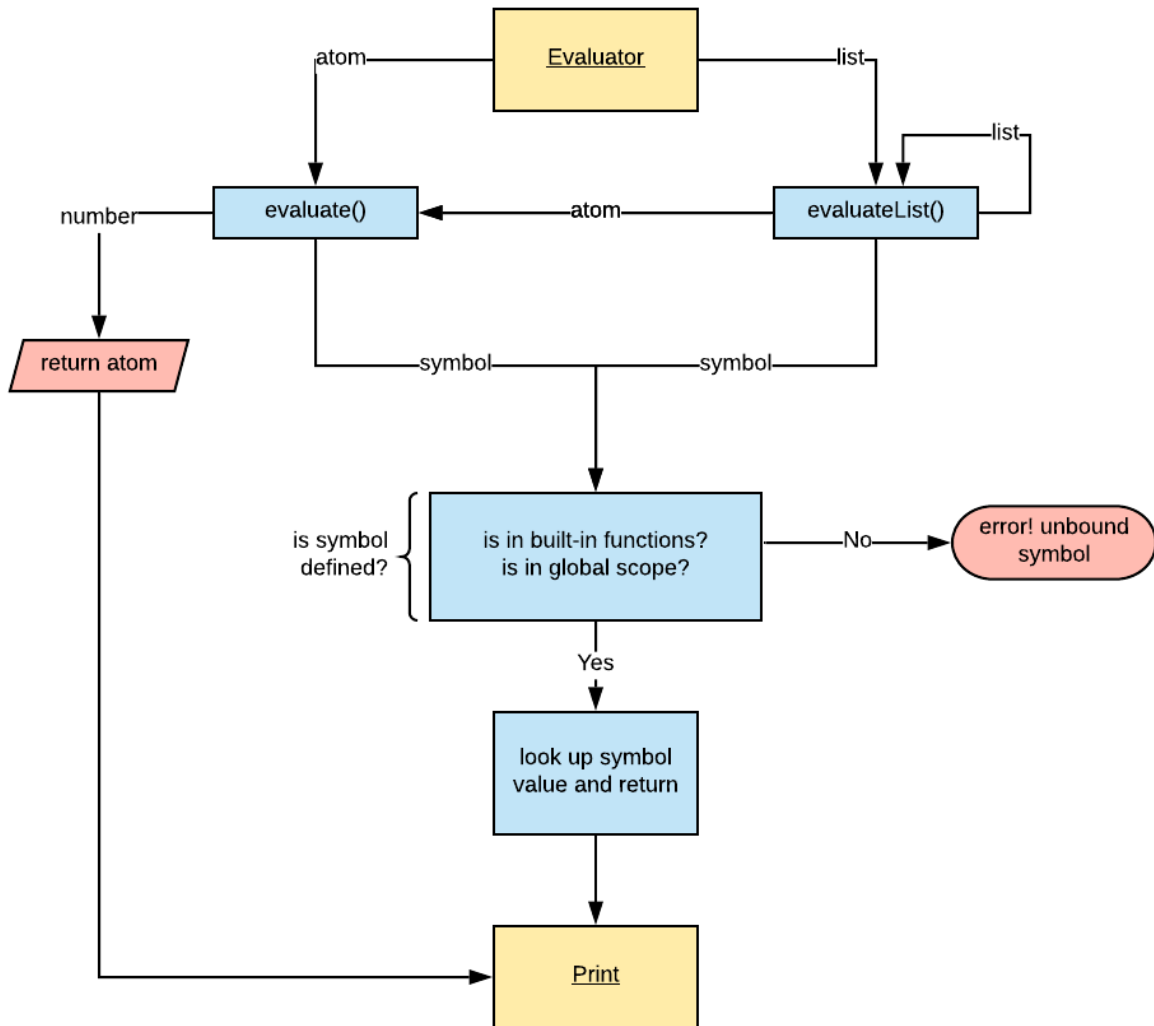 Evaluator
atom
list
list
evaluate()
atom
evaluateList()
number
return atom
symbol
symbol
is symbol
defined?
is in built-in functions?
is in global scope?
No
error! unbound
symbol
Yes
look up symbol
value and return
Print